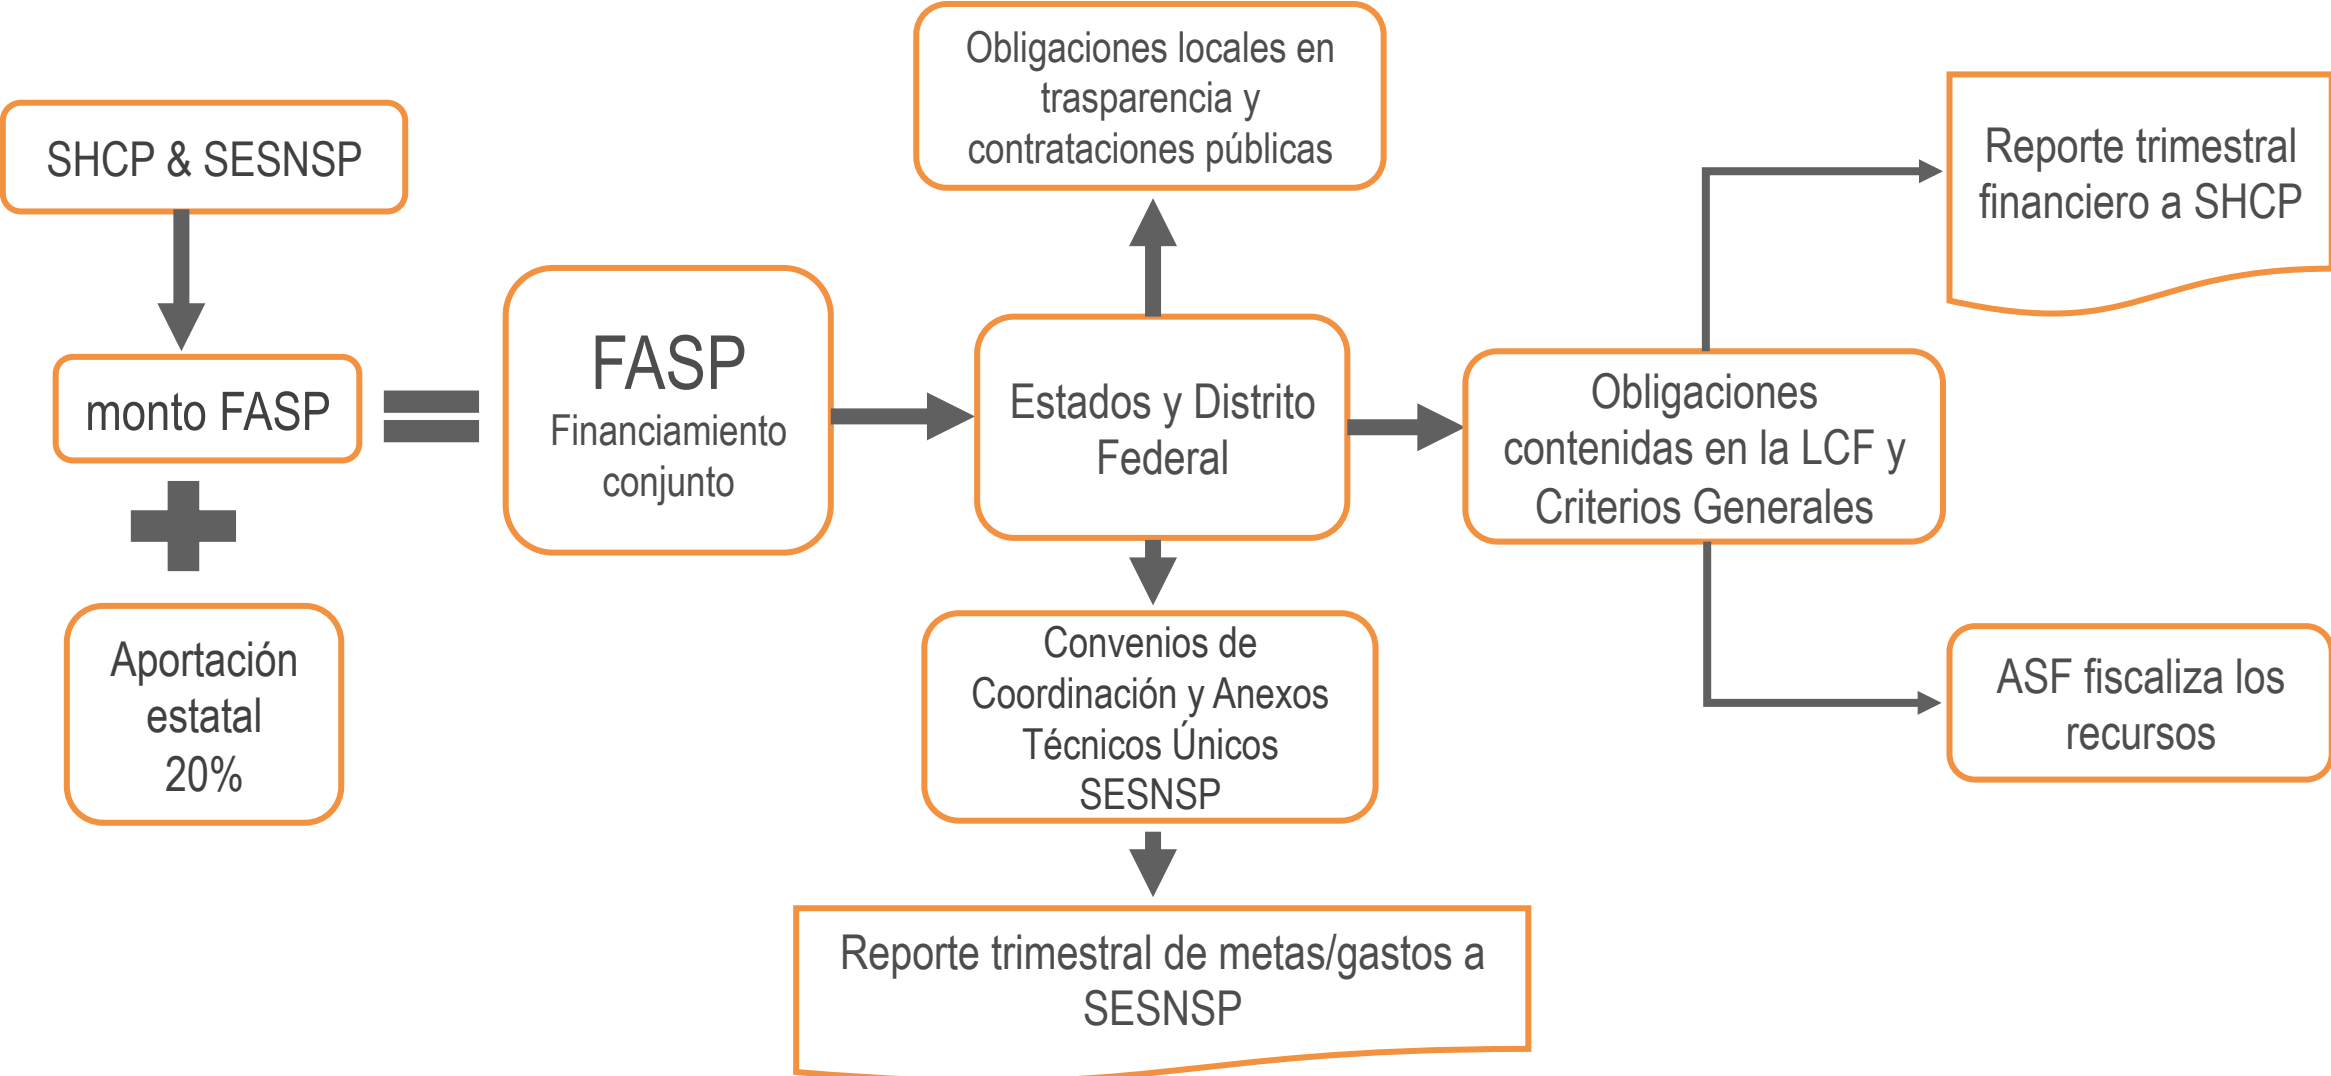 SHCP & SESNSP
monto FASP
Aportación
estatal
20%
FASP
Financiamiento
conjunto
Obligaciones locales en
trasparencia y
contrataciones públicas
Estados y Distrito
Federal
Convenios de
Coordinación y Anexos
Técnicos Únicos
SESNSP
Reporte trimestral de metas/gastos a
SESNSP
Obligaciones
contenidas en la LCF y
Criterios Generales
Reporte trimestral
financiero a SHCP
ASF fiscaliza los
recursos